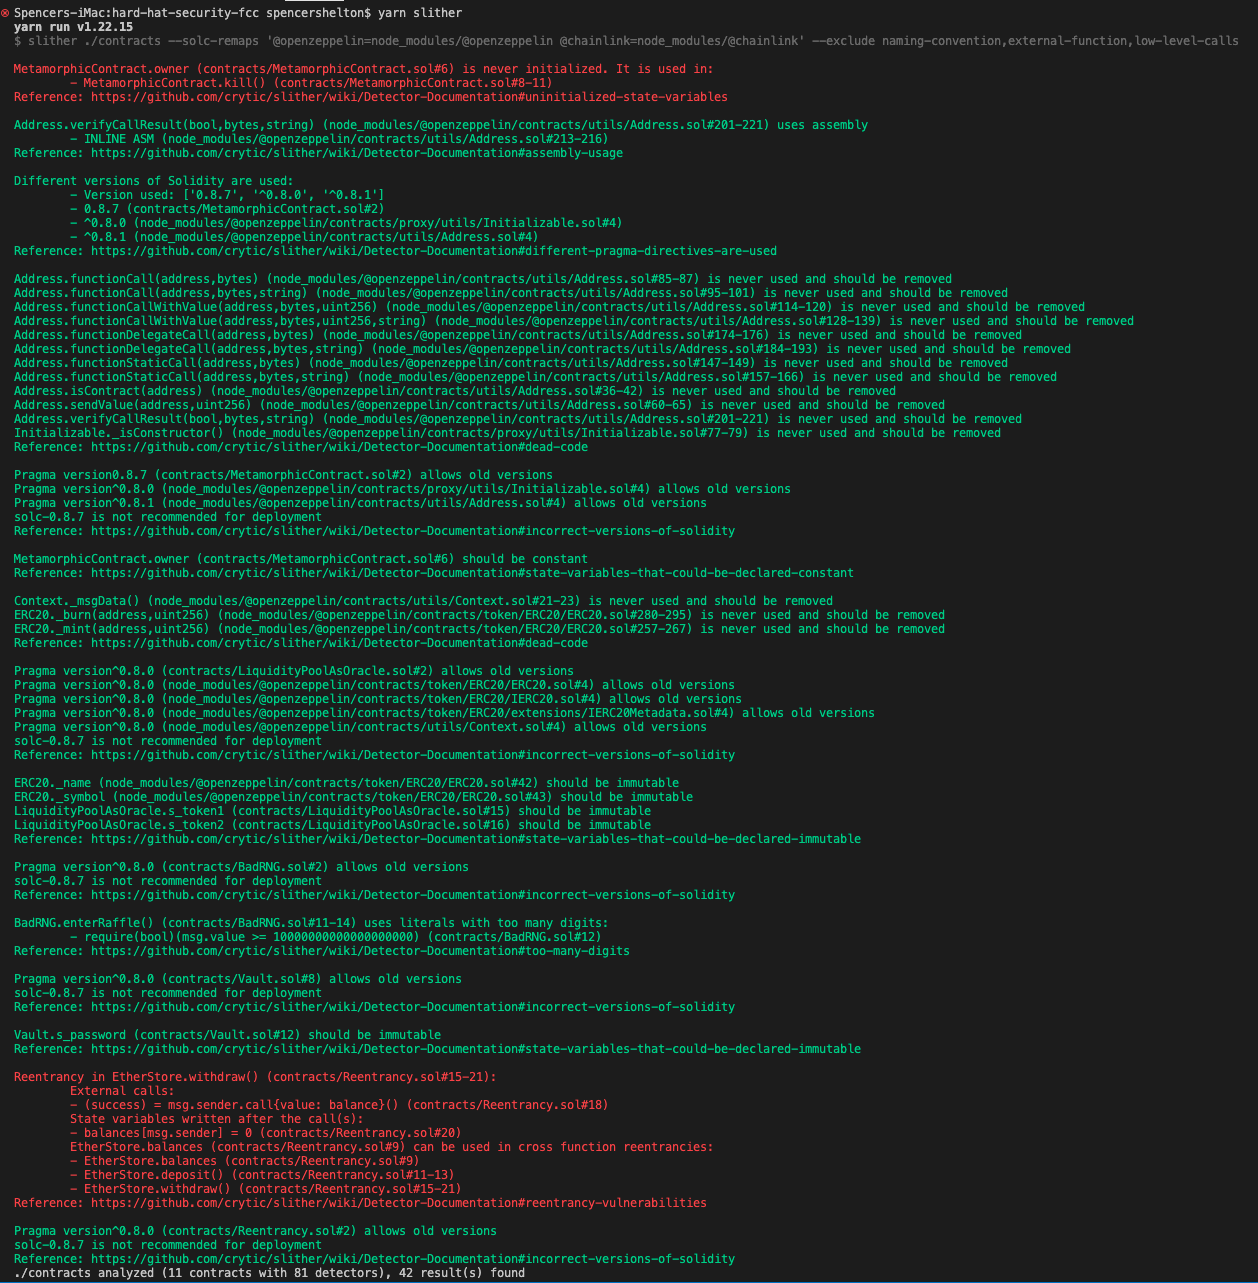 Spencers-iMac:hard-hat-security-fcc spencershelton$ yarn slither
yarn run v1.22.15
$ slither ./contracts --solc-remaps '@openzeppelin=node_modules/@openzeppelin @chainlink=node_modules/@chainlink' --exclude naming-convention,external-function,low-level-calls
MetamorphicContract.owner (contracts/MetamorphicContract.sol#6) is never initialized. It is used in:
- MetamorphicContract.kill() (contracts/MetamorphicContract.sol#8-11)
Reference: https://github.com/crytic/slither/wiki/Detector-Documentation#uninitialized-state-variables
Address.verifyCallResult(bool,bytes,string) (node_modules/@openzeppelin/contracts/utils/Address.sol#201-221) uses assembly
- INLINE ASM (node_modules/@openzeppelin/contracts/utils/Address.sol#213-216)
Reference: https://github.com/crytic/slither/wiki/Detector-Documentation#assembly-usage
Different versions of Solidity are used:
- Version used: ['0.8.7', '^0.8.0', '^0.8.1']
- 0.8.7 (contracts/MetamorphicContract.sol#2)
- ^0.8.0 (node_modules/@openzeppelin/contracts/proxy/utils/Initializable.sol#4)
- ^0.8.1 (node_modules/@openzeppelin/contracts/utils/Address.sol#4)
Reference: https://github.com/crytic/slither/wiki/Detector-Documentation#different-pragma-directives-are-used
Address.functionCall(address,bytes) (node_modules/@openzeppelin/contracts/utils/Address.sol#85-87) is never used and should be removed
Address.functionCall(address,bytes,string) (node_modules/@openzeppelin/contracts/utils/Address.sol#95-101) is never used and should be removed
Address.functionCallWithValue(address,bytes,uint256) (node_modules/@openzeppelin/contracts/utils/Address.sol#114-120) is never used and should be removed
Address.functionCallWithValue(address,bytes,uint256,string) (node_modules/@openzeppelin/contracts/utils/Address.sol#128-139) is never used and should be removed
Address.functionDelegateCall(address,bytes) (node_modules/@openzeppelin/contracts/utils/Address.sol#174-176) is never used and should be removed
Address.functionDelegateCall(address,bytes,string) (node_modules/@openzeppelin/contracts/utils/Address.sol#184-193) is never used and should be removed
Address.functionStaticCall(address,bytes) (node_modules/@openzeppelin/contracts/utils/Address.sol#147-149) is never used and should be removed
Address.functionStaticCall(address,bytes,string) (node_modules/@openzeppelin/contracts/utils/Address.sol#157-166) is never used and should be removed
Address.isContract(address) (node_modules/@openzeppelin/contracts/utils/Address.sol#36-42) is never used and should be removed
Address.sendValue(address,uint256) (node_modules/@openzeppelin/contracts/utils/Address.sol#60-65) is never used and should be removed
Address.verifyCallResult(bool,bytes,string) (node_modules/@openzeppelin/contracts/utils/Address.sol#201-221) is never used and should be removed
Initializable._isConstructor() (node_modules/@openzeppelin/contracts/proxy/utils/Initializable.sol#77-79) is never used and should be removed
Reference: https://github.com/crytic/slither/wiki/Detector-Documentation#dead-code
Pragma version0.8.7 (contracts/MetamorphicContract.sol#2) allows old versions
Pragma version^0.8.0 (node_modules/@openzeppelin/contracts/proxy/utils/Initializable.sol#4) allows old versions
Pragma version^0.8.1 (node_modules/@openzeppelin/contracts/utils/Address.sol#4) allows old versions
solc-0.8.7 is not recommended for deployment
Reference: https://github.com/crytic/slither/wiki/Detector-Documentation#incorrect-versions-of-solidity
MetamorphicContract.owner (contracts/MetamorphicContract.sol#6) should be constant
Reference: https://github.com/crytic/slither/wiki/Detector-Documentation#state-variables-that-could-be-declared-constant
Context._msgData() (node_modules/@openzeppelin/contracts/utils/Context.sol#21-23) is never used and should be removed
ERC20._burn(address,uint256) (node_modules/@openzeppelin/contracts/token/ERC20/ERC20.sol#280-295) is never used and should be removed
ERC20._mint(address,uint256) (node_modules/@openzeppelin/contracts/token/ERC20/ERC20.sol#257-267) is never used and should be removed
Reference: https://github.com/crytic/slither/wiki/Detector-Documentation#dead-code
Pragma version^0.8.0 (contracts/LiquidityPoolAsOracle.sol#2) allows old versions
Pragma version^0.8.0 (node_modules/@openzeppelin/contracts/token/ERC20/ERC20.sol#4) allows old versions
Pragma version^0.8.0 (node_modules/@openzeppelin/contracts/token/ERC20/IERC20.sol#4) allows old versions
Pragma version^0.8.0 (node_modules/@openzeppelin/contracts/token/ERC20/extensions/IERC20Metadata.sol#4) allows old versions
Pragma version^0.8.0 (node_modules/@openzeppelin/contracts/utils/Context.sol#4) allows old versions
solc-0.8.7 is not recommended for deployment
Reference: https://github.com/crytic/slither/wiki/Detector-Documentation#incorrect-versions-of-solidity
ERC20._name (node_modules/@openzeppelin/contracts/token/ERC20/ERC20.sol#42) should be immutable
ERC20._symbol (node_modules/@openzeppelin/contracts/token/ERC20/ERC20.sol#43) should be immutable
LiquidityPoolAsOracle.s_token1 (contracts/LiquidityPoolAsOracle.sol#15) should be immutable
LiquidityPoolAsOracle.s_token2 (contracts/LiquidityPoolAsOracle.sol#16) should be immutable
Reference: https://github.com/crytic/slither/wiki/Detector-Documentation#state-variables-that-could-be-declared-immutable
Pragma version^0.8.0 (contracts/BadRNG.sol#2) allows old versions
solc-0.8.7 is not recommended for deployment
Reference: https://github.com/crytic/slither/wiki/Detector-Documentation#incorrect-versions-of-solidity
BadRNG.enterRaffle() (contracts/BadRNG.sol#11-14) uses literals with too many digits:
- require(bool)(msg.value >= 10000000000000000000) (contracts/BadRNG.sol#12)
Reference: https://github.com/crytic/slither/wiki/Detector-Documentation#too-many-digits
Pragma version^0.8.0 (contracts/Vault.sol#8) allows old versions
solc-0.8.7 is not recommended for deployment
Reference: https://github.com/crytic/slither/wiki/Detector-Documentation#incorrect-versions-of-solidity
Vault.s_password (contracts/Vault.sol#12) should be immutable
Reference: https://github.com/crytic/slither/wiki/Detector-Documentation#state-variables-that-could-be-declared-immutable
Reentrancy in EtherStore.withdraw() (contracts/Reentrancy.sol#15-21):
External calls:
- (success) = msg.sender.call{value: balance}() (contracts/Reentrancy.sol#18)
State variables written after the call(s):
- balances[msg.sender] = 0 (contracts/Reentrancy.sol#20)
EtherStore.balances (contracts/Reentrancy.sol#9) can be used in cross function reentrancies:
- EtherStore.balances (contracts/Reentrancy.sol#9)
- EtherStore.deposit() (contracts/Reentrancy.sol#11-13)
- EtherStore.withdraw() (contracts/Reentrancy.sol#15-21)
Reference: https://github.com/crytic/slither/wiki/Detector-Documentation#reentrancy-vulnerabilities
Pragma version^0.8.0 (contracts/Reentrancy.sol#2) allows old versions
solc-0.8.7 is not recommended for deployment
Reference: https://github.com/crytic/slither/wiki/Detector-Documentation#incorrect-versions-of-solidity
./contracts analyzed (11 contracts with 81 detectors), 42 result(s) found